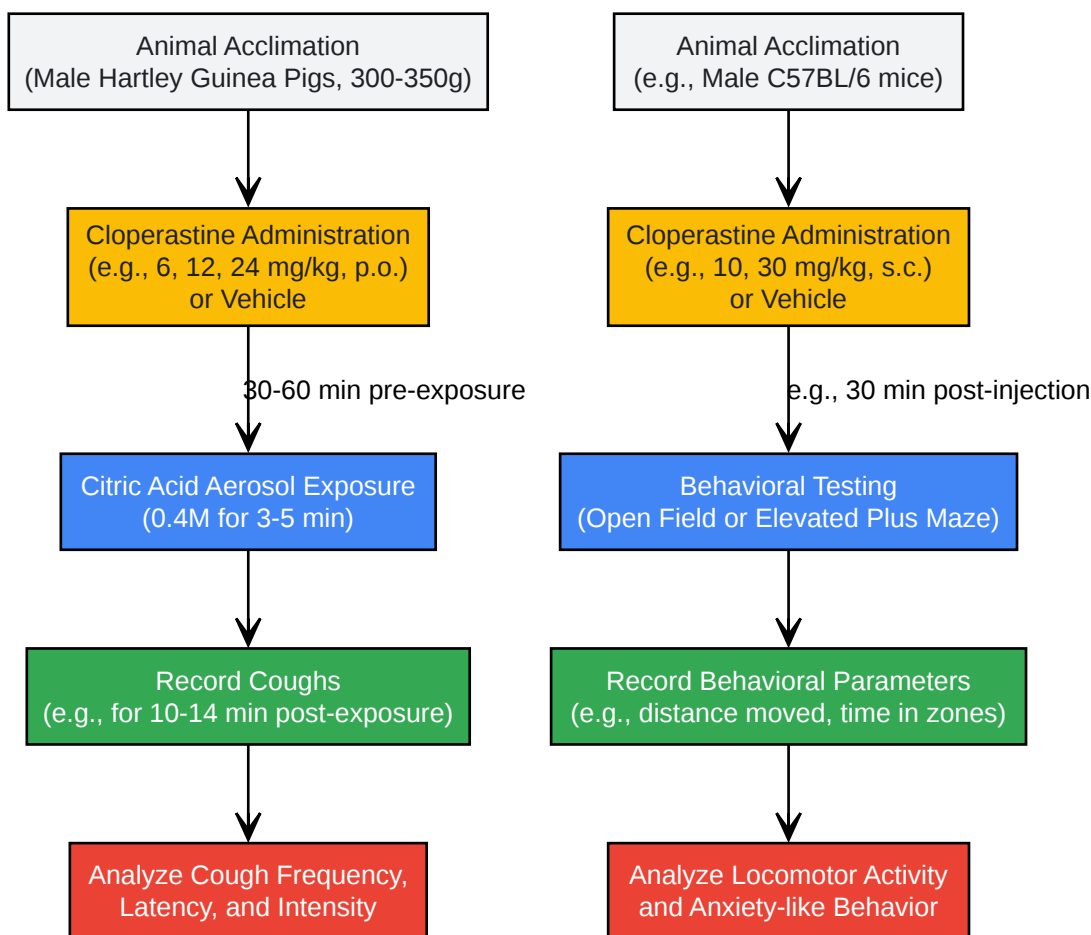 Animal Acclimation
(Male Hartley Guinea Pigs, 300-350g)
Cloperastine Administration
(e.g., 6, 12, 24 mg/kg, p.o.)
or Vehicle
30-60 min pre-exposure
Citric Acid Aerosol Exposure
(0.4M for 3-5 min)
Record Coughs
(e.g., for 10-14 min post-exposure)
Analyze Cough Frequency,
Latency, and Intensity
Animal Acclimation
(e.g., Male C57BL/6 mice)
Cloperastine Administration
(e.g., 10, 30 mg/kg, s.c.)
or Vehicle
e.g., 30 min post-injection
Behavioral Testing
(Open Field or Elevated Plus Maze)
Record Behavioral Parameters
(e.g., distance moved, time in zones)
Analyze Locomotor Activity
and Anxiety-like Behavior